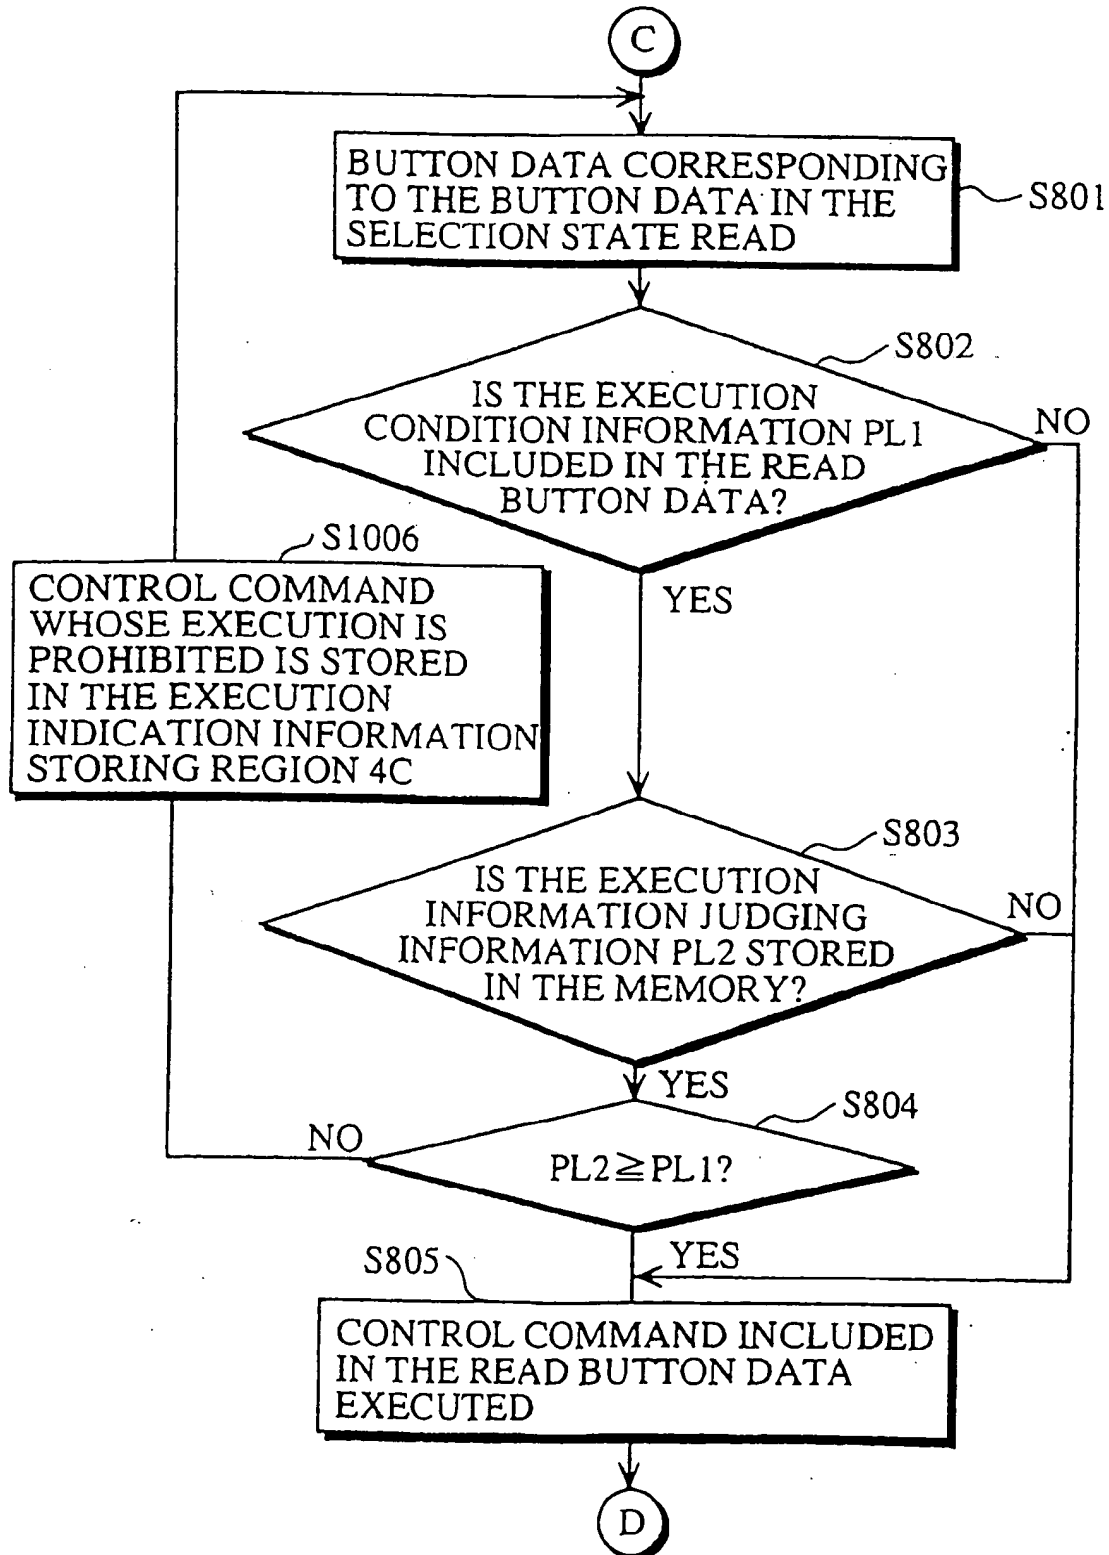 C
BUTTON DATA CORRESPONDING
TO THE BUTTON DATA IN THE
SELECTION STATE READ
S801
S802
IS THE EXECUTION
CONDITION INFORMATION PL1
INCLUDED IN THE READ
BUTTON DATA?
NO
YES
S1006
CONTROL COMMAND
WHOSE EXECUTION IS
PROHIBITED IS STORED
IN THE EXECUTION
INDICATION INFORMATION
STORING REGION 4C
S803
IS THE EXECUTION
INFORMATION JUDGING
INFORMATION PL2 STORED
IN THE MEMORY?
NO
YES
S804
NO
PL2≧PL1?
YES
S805
CONTROL COMMAND INCLUDED
IN THE READ BUTTON DATA
EXECUTED
D